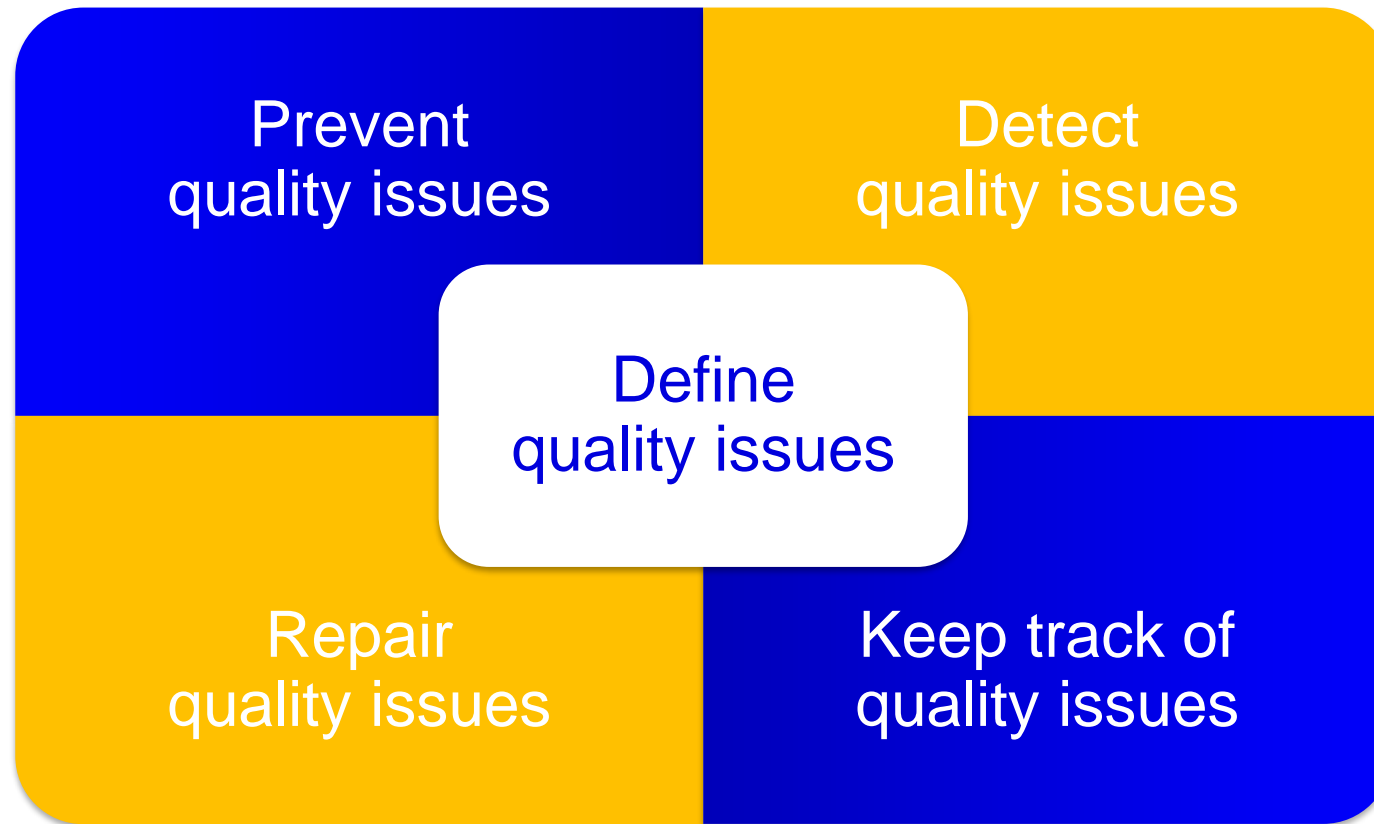 Prevent
quality issues
Detect
quality issues
Define
quality issues
Repair
quality issues
Keep track of
quality issues